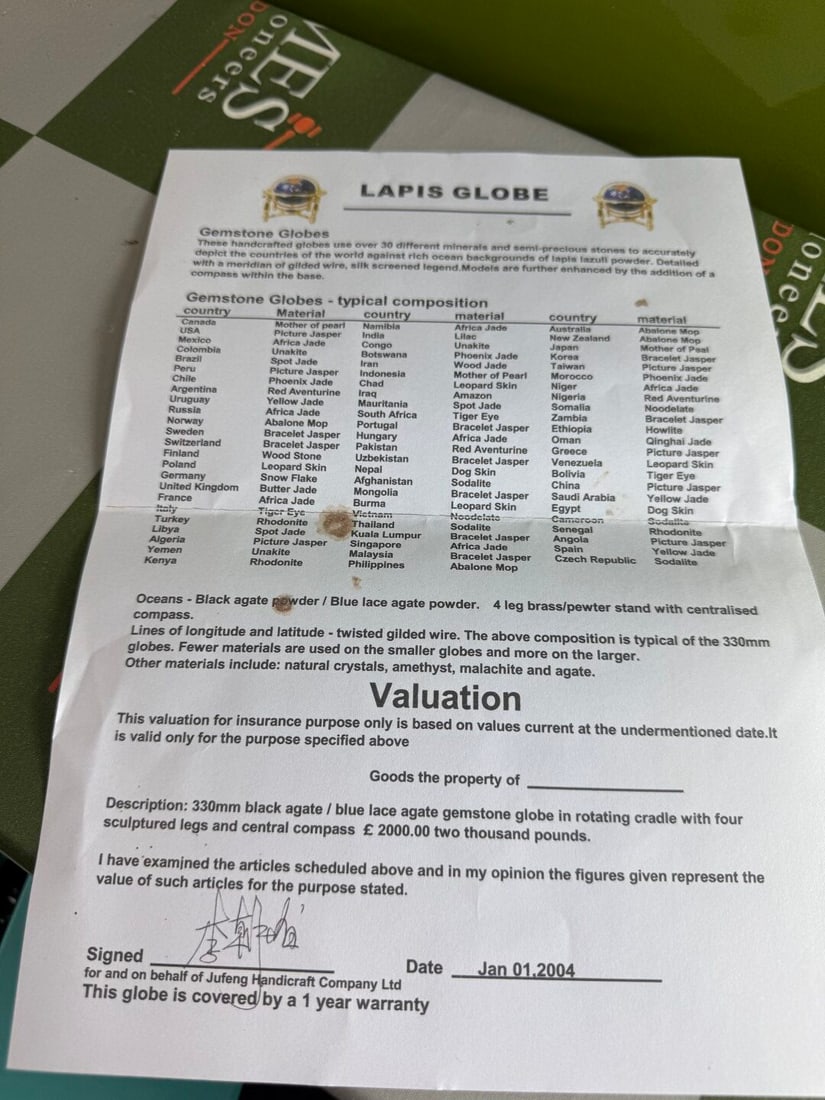 MES
DON
oneers
LAPIS GLOBE
Gemstone Globes
These handcrafted globes use over 30 different minerals and semi-precious stones to accurately
depict the countries of the world against rich ocean backgrounds of lapis lazuli powder. Detailed
with a meridian of gilded wire, silk screened legend.Models are further enhanced by the addition of a
compass within the base.
Gemstone Globes - typical composition
country Material country material country material
Canada Mother of pearl Namibia Africa Jade Australia Abalone Mop
USA Picture Jasper India Lilac New Zealand Abalone Mop
Mexico Africa Jade Congo Unakite Japan Mother of Peal
Colombia Unakite Botswana Phoenix Jade Korea Bracelet Jasper
Brazil Spot Jade Iran Wood Jade Taiwan Picture Jasper
Peru Picture Jasper Indonesia Mother of Pearl Morocco Phoenix Jade
Chile Phoenix Jade Chad Leopard Skin Niger Africa Jade
Argentina Red Aventurine Iraq Amazon Nigeria Red Aventurine
Uruguay Yellow Jade Mauritania Spot Jade Somalia Noodelate
Russia Africa Jade South Africa Tiger Eye Zambia Bracelet Jasper
Norway Abalone Mop Portugal Bracelet Jasper Ethiopia Howlite
Sweden Bracelet Jasper Hungary Africa Jade Oman Qinghai Jade
Switzerland Bracelet Jasper Pakistan Red Aventurine Greece Picture Jasper
Finland Wood Stone Uzbekistan Bracelet Jasper Venezuela Leopard Skin
Poland Leopard Skin Nepal Dog Skin Bolivia Tiger Eye
Germany Snow Flake Afghanistan Sodalite China Picture Jasper
United Kingdom Butter Jade Mongolia Bracelet Jasper Saudi Arabia Yellow Jade
France Africa Jade Burma Leopard Skin Egypt Dog Skin
Italy Tiger Eye Vietnam Noodelate Cameroon Sodalite
Turkey Rhodonite Thailand Sodalite Senegal Rhodonite
Libya Spot Jade Kuala Lumpur Bracelet Jasper Angola Picture Jasper
Algeria Picture Jasper Singapore Africa Jade Spain Yellow Jade
Yemen Unakite Malaysia Bracelet Jasper Czech Republic Sodalite
Kenya Rhodonite Philippines Abalone Mop
Oceans - Black agate powder / Blue lace agate powder. 4 leg brass/pewter stand with centralised
compass.
Lines of longitude and latitude - twisted gilded wire. The above composition is typical of the 330mm
globes. Fewer materials are used on the smaller globes and more on the larger.
Other materials include: natural crystals, amethyst, malachite and agate.
Valuation
This valuation for insurance purpose only is based on values current at the undermentioned date.It
is valid only for the purpose specified above
Goods the property of
Description: 330mm black agate / blue lace agate gemstone globe in rotating cradle with four
sculptured legs and central compass £ 2000.00 two thousand pounds.
I have examined the articles scheduled above and in my opinion the figures given represent the
value of such articles for the purpose stated.
Signed
Date Jan 01,2004
for and on behalf of Jufeng Handicraft Company Ltd
This globe is covered by a 1 year warranty